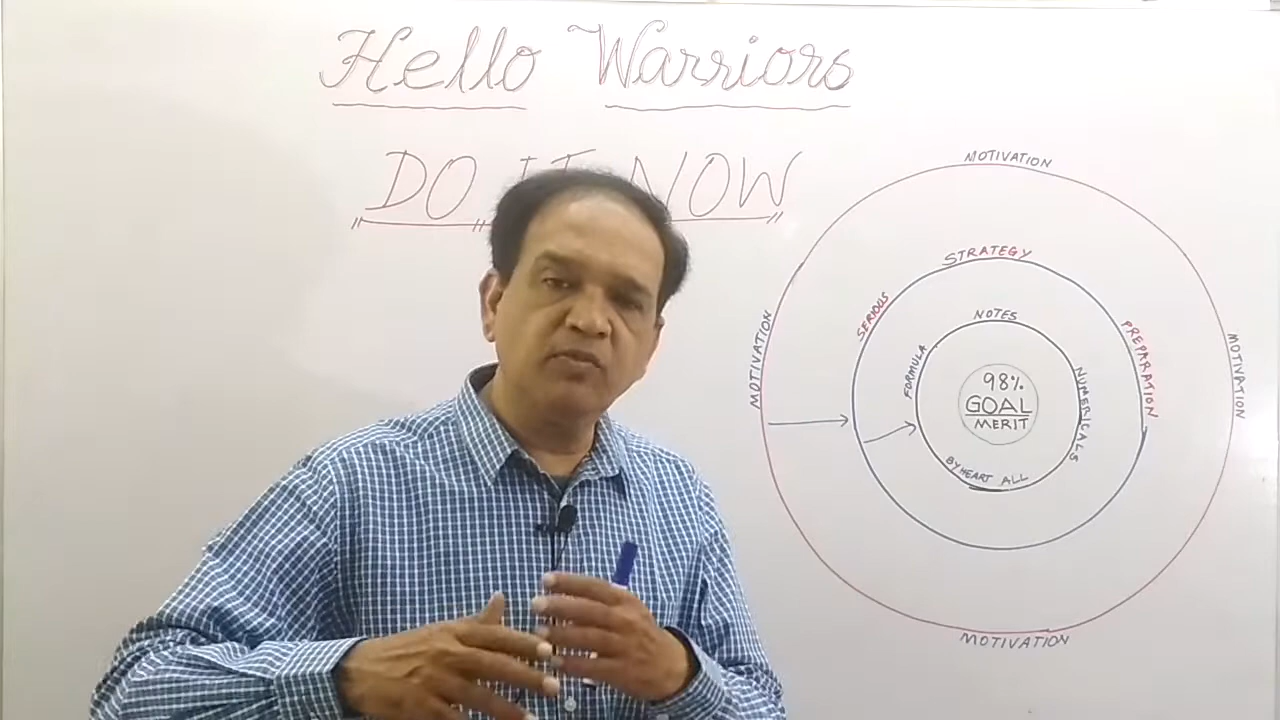 Hello Warriors
DO IT NOW
MOTIVATION
MOTIVATION
MOTIVATION
MOTIVATION
STRATEGY
SERIOUS
PREPARATION
NOTES
FORMULA
NUMERICALS
BY HEART ALL
98%
GOAL
MERIT